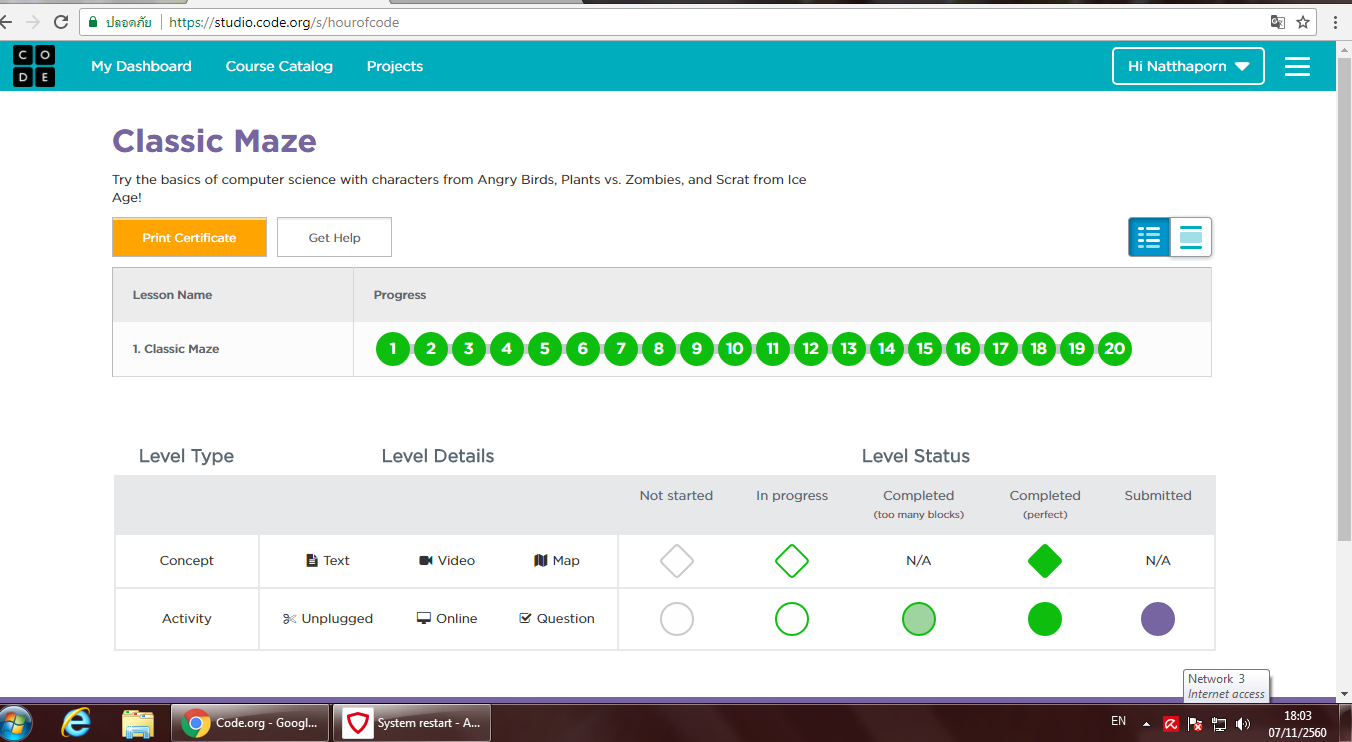 ปลอดภัย https://studio.code.org/s/hourofcode
CODE
My Dashboard Course Catalog Projects Hi Natthaporn
Classic Maze
Try the basics of computer science with characters from Angry Birds, Plants vs. Zombies, and Scrat from Ice
Age!
Print Certificate Get Help
Lesson Name Progress
1. Classic Maze 1 2 3 4 5 6 7 8 9 10 11 12 13 14 15 16 17 18 19 20
Level Type Level Details Level Status
Not started In progress Completed Completed Submitted
(too many blocks) (perfect)
Concept Text Video Map N/A N/A
Activity Unplugged Online Question
Network 3
Internet access
Code.org - Googl... System restart - A... EN 18:03
07/11/2560